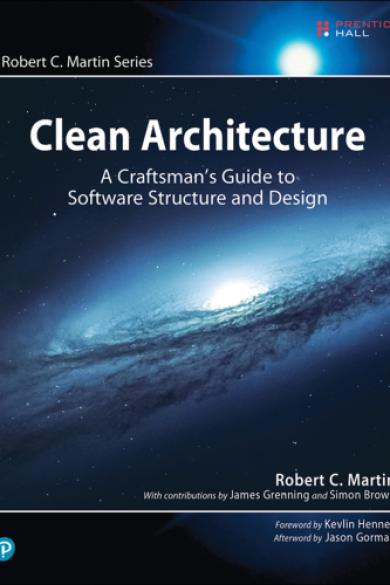 PRENTIC
HALL
Robert C. Martin Series
Clean Architecture
A Craftsman's Guide to
Software Structure and Design
Robert C. Martin
With contributions by James Grenning and Simon Brow
Foreword by Kevlin Henne
Afterword by Jason Gorma
P